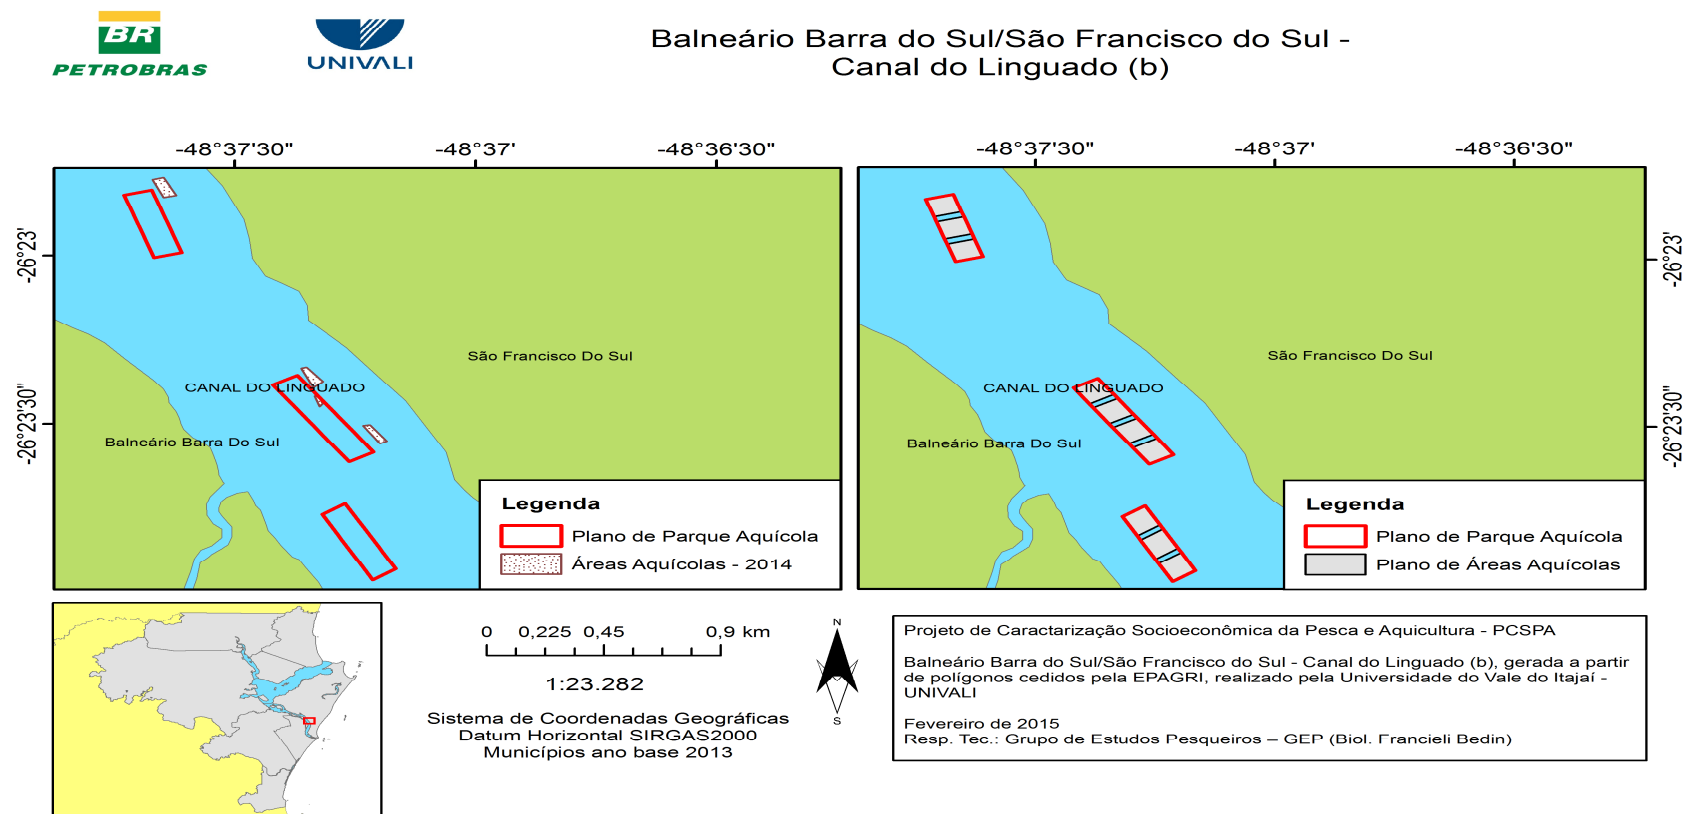 BR
PETROBRAS
UNIVALI
Balneário Barra do Sul/São Francisco do Sul -
Canal do Linguado (b)
-48°37'30"
-48°37'
-48°36'30"
-26°23'
-26°23'30"
São Francisco Do Sul
CANAL DO LINGUADO
Balneário Barra Do Sul
Legenda
Plano de Parque Aquícola
Áreas Aquícolas - 2014
-48°37'30"
-48°37'
-48°36'30"
-26°23'
-26°23'30"
São Francisco Do Sul
CANAL DO LINGUADO
Balneário Barra Do Sul
Legenda
Plano de Parque Aquícola
Plano de Áreas Aquícolas
0 0,225 0,45 0,9 km
1:23.282
Sistema de Coordenadas Geográficas
Datum Horizontal SIRGAS2000
Municípios ano base 2013
N
S
Projeto de Caractarização Socioeconômica da Pesca e Aquicultura - PCSPA
Balneário Barra do Sul/São Francisco do Sul - Canal do Linguado (b), gerada a partir
de polígonos cedidos pela EPAGRI, realizado pela Universidade do Vale do Itajaí -
UNIVALI
Fevereiro de 2015
Resp. Tec.: Grupo de Estudos Pesqueiros – GEP (Biol. Francieli Bedin)